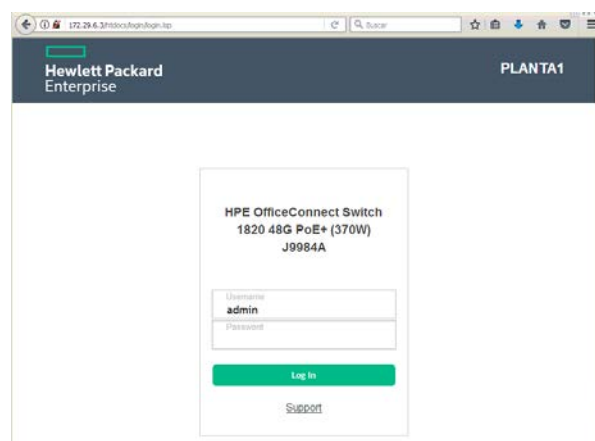 172.29.6.3/htdocs/login/login.lsp
Buscar
Hewlett Packard
Enterprise
PLANTA1
HPE OfficeConnect Switch
1820 48G PoE+ (370W)
J9984A
Username
admin
Password
Log In
Support